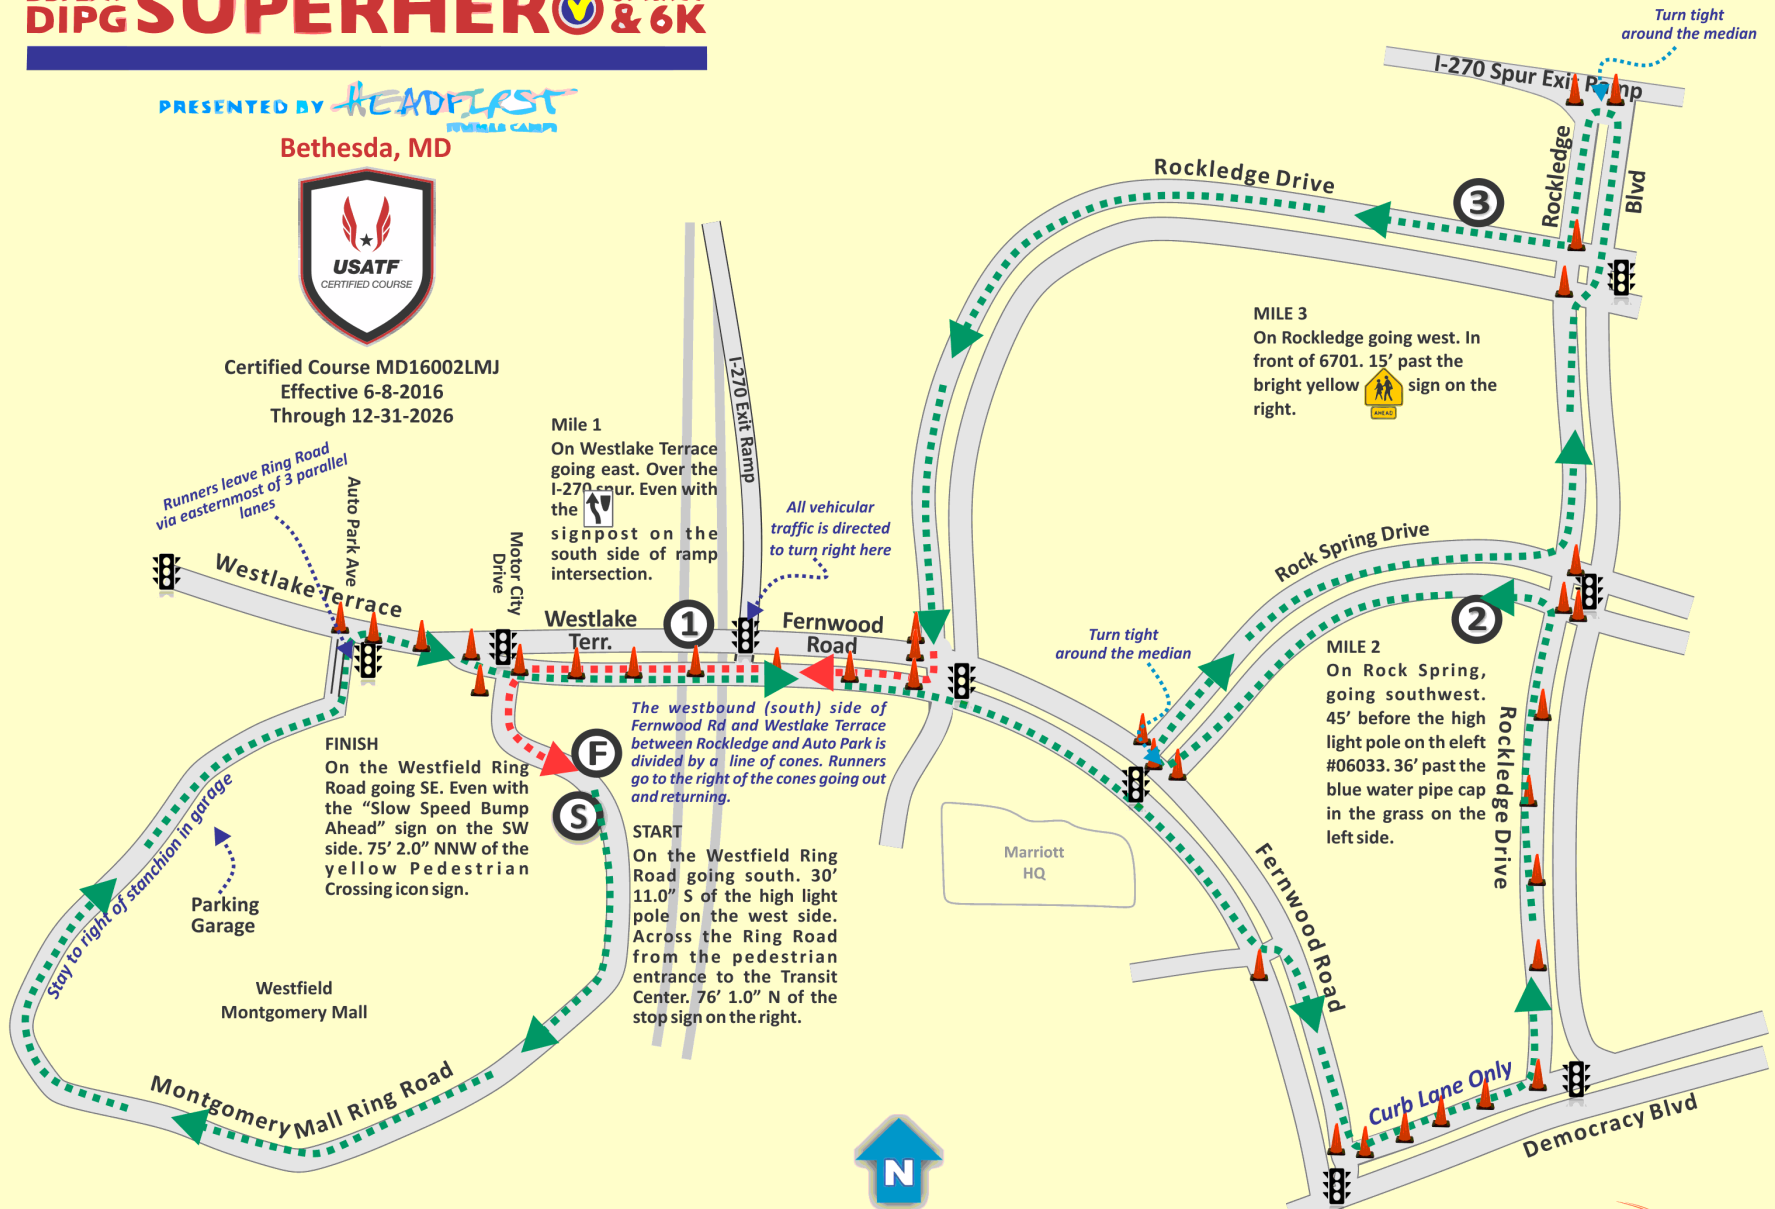 DIPG SUPERHERO & 6K
PRESENTED BY HEADFIRST
SUMMER CAMPS
Bethesda, MD
USATF
CERTIFIED COURSE
Certified Course MD16002LMJ
Effective 6-8-2016
Through 12-31-2026
Turn tight
around the median
I-270 Spur Exit Ramp
Rockledge
Blvd
Rockledge Drive
3
MILE 3
On Rockledge going west. In
front of 6701. 15’ past the
bright yellow sign on the
right.
AHEAD
I-270 Exit Ramp
Mile 1
On Westlake Terrace
going east. Over the
I-270 spur. Even with
the
signpost on the
south side of ramp
intersection.
Runners leave Ring Road
via easternmost of 3 parallel
lanes
Auto Park Ave
Motor City
Drive
All vehicular
traffic is directed
to turn right here
Westlake Terrace
Westlake
Terr.
1
Fernwood
Road
Rock Spring Drive
2
Turn tight
around the median
MILE 2
On Rock Spring,
going southwest.
45’ before the high
light pole on th eleft
#06033. 36’ past the
blue water pipe cap
in the grass on the
left side.
Rockledge Drive
The westbound (south) side of
Fernwood Rd and Westlake Terrace
between Rockledge and Auto Park is
divided by a line of cones. Runners
go to the right of the cones going out
and returning.
FINISH
On the Westfield Ring
Road going SE. Even with
the “Slow Speed Bump
Ahead” sign on the SW
side. 75’ 2.0” NNW of the
yellow Pedestrian
Crossing icon sign.
F
S
START
On the Westfield Ring
Road going south. 30’
11.0” S of the high light
pole on the west side.
Across the Ring Road
from the pedestrian
entrance to the Transit
Center. 76’ 1.0” N of the
stop sign on the right.
Marriott
HQ
Fernwood Road
Stay to right of stanchion in garage
Parking
Garage
Westfield
Montgomery Mall
Montgomery Mall Ring Road
Curb Lane Only
Democracy Blvd
N